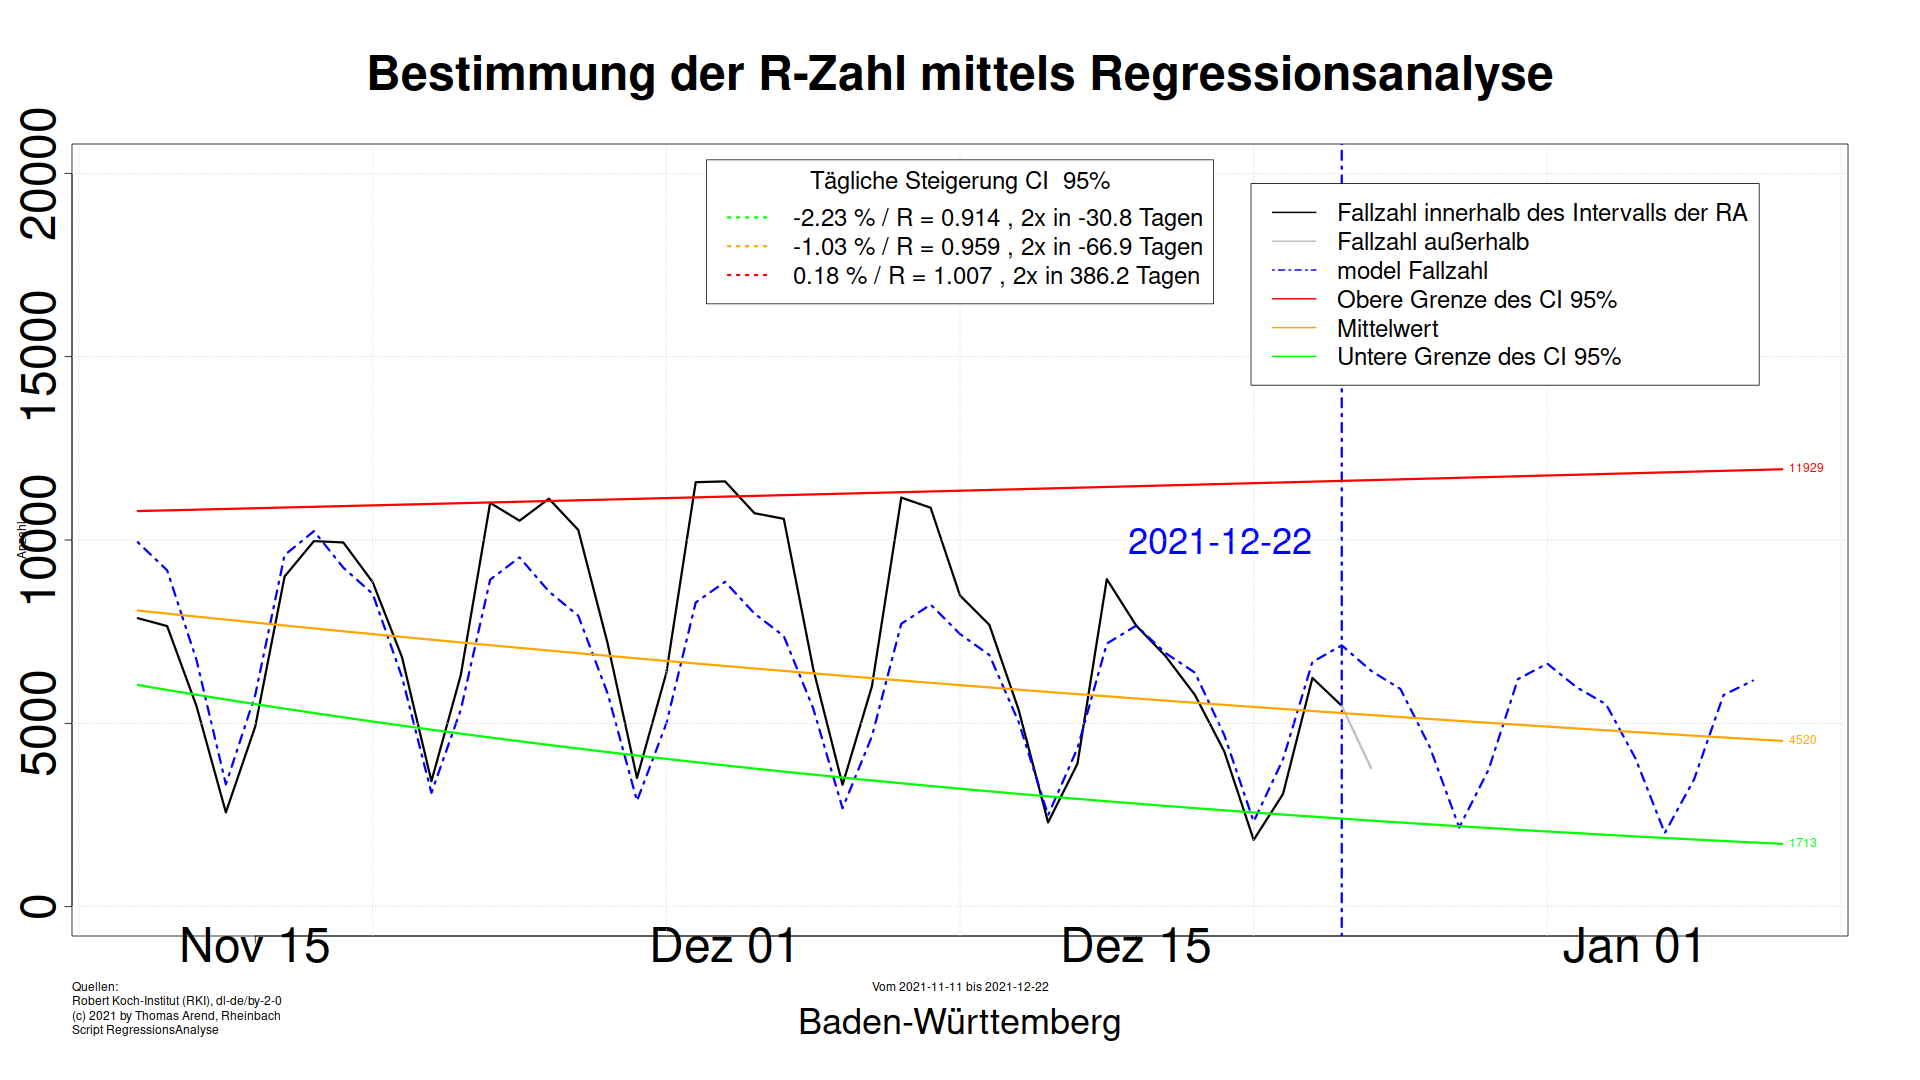 Bestimmung der R-Zahl mittels Regressionsanalyse
20000
15000
10000
5000
0
Anzahl
Tägliche Steigerung CI  95%
-2.23 % / R = 0.914 , 2x in -30.8 Tagen
-1.03 % / R = 0.959 , 2x in -66.9 Tagen
0.18 % / R = 1.007 , 2x in 386.2 Tagen
Fallzahl innerhalb des Intervalls der RA
Fallzahl außerhalb
model Fallzahl
Obere Grenze des CI 95%
Mittelwert
Untere Grenze des CI 95%
11929
2021-12-22
4520
1713
Nov 15
Dez 01
Dez 15
Jan 01
Quellen:
Robert Koch-Institut (RKI), dl-de/by-2-0
(c) 2021 by Thomas Arend, Rheinbach
Script RegressionsAnalyse
Vom 2021-11-11 bis 2021-12-22
Baden-Württemberg